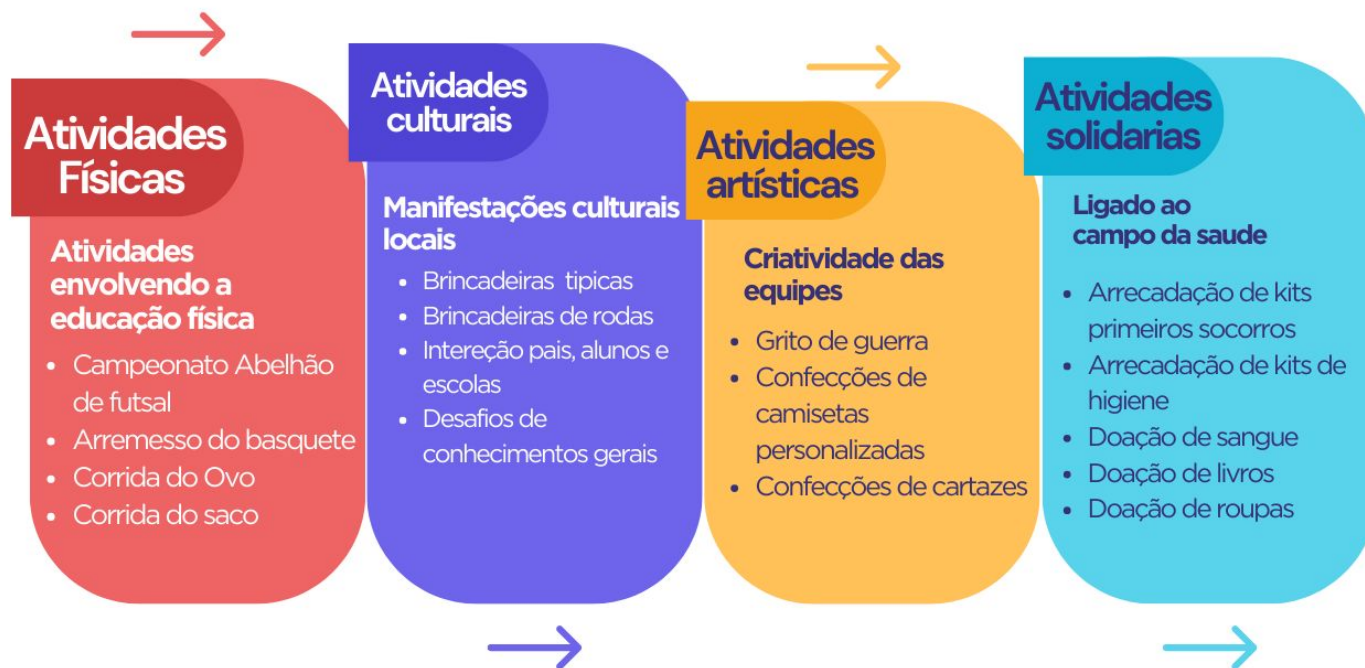 Atividades
Físicas
Atividades
envolvendo a
educação física
• Campeonato Abelhão
de futsal
• Arremesso do basquete
• Corrida do Ovo
• Corrida do saco
Atividades
culturais
Manifestações culturais
locais
• Brincadeiras tipicas
• Brincadeiras de rodas
• Intereção pais, alunos e
escolas
• Desafios de
conhecimentos gerais
Atividades
artísticas
Criatividade das
equipes
• Grito de guerra
• Confecções de
camisetas
personalizadas
• Confecções de cartazes
Atividades
solidarias
Ligado ao
campo da saude
• Arrecadação de kits
primeiros socorros
• Arrecadação de kits de
higiene
• Doação de sangue
• Doação de livros
• Doação de roupas